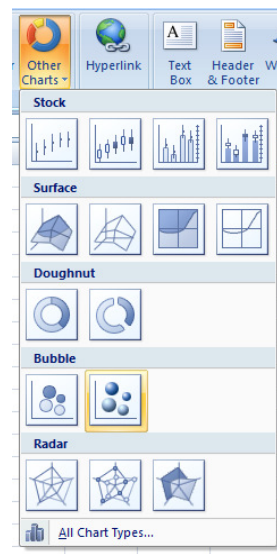 Other
Charts
Hyperlink
Text
Box
Header
& Footer
Stock
Surface
Doughnut
Bubble
Radar
All Chart Types...